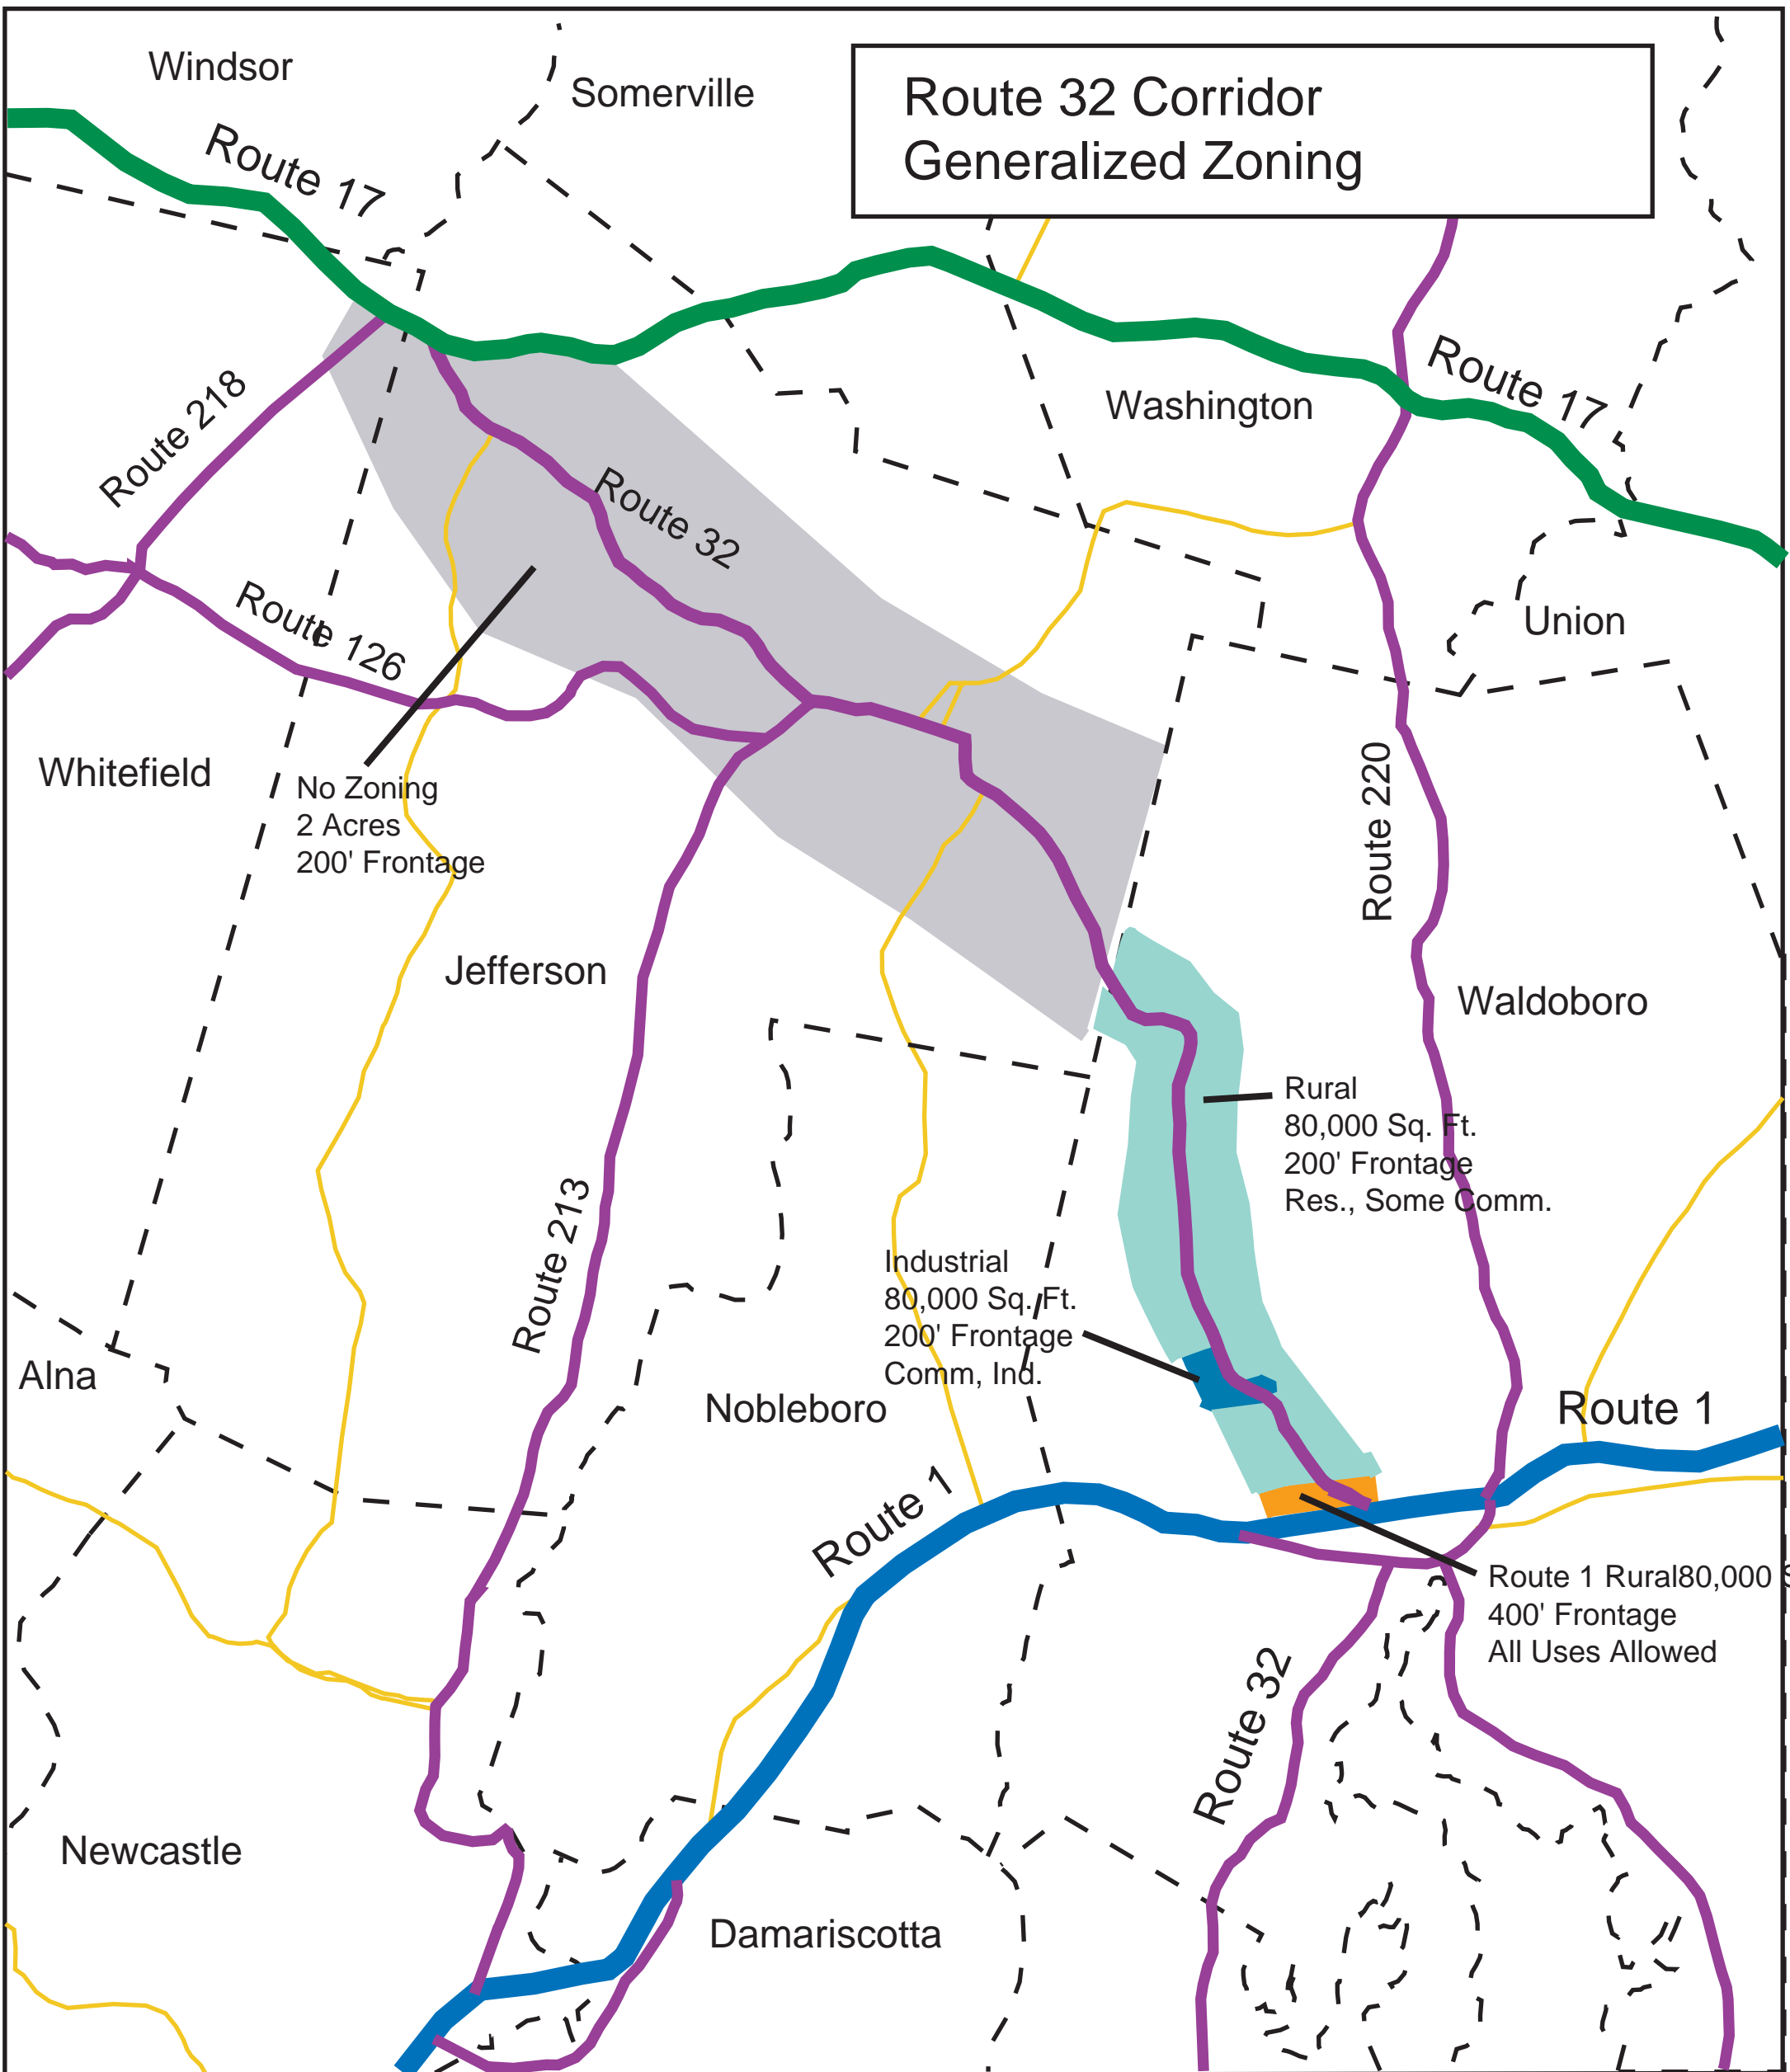 Windsor
Somerville
Route 32 Corridor
Generalized Zoning
Route 17
Route 17
Washington
Route 218
Route 32
Route 126
Union
Whitefield
No Zoning
2 Acres
200' Frontage
Route 220
Jefferson
Waldoboro
Rural
80,000 Sq. Ft.
200' Frontage
Res., Some Comm.
Route 213
Industrial
80,000 Sq. Ft.
200' Frontage
Comm, Ind.
Alna
Nobleboro
Route 1
Route 1
Route 1 Rural80,000 S
400' Frontage
All Uses Allowed
Route 32
Newcastle
Damariscotta